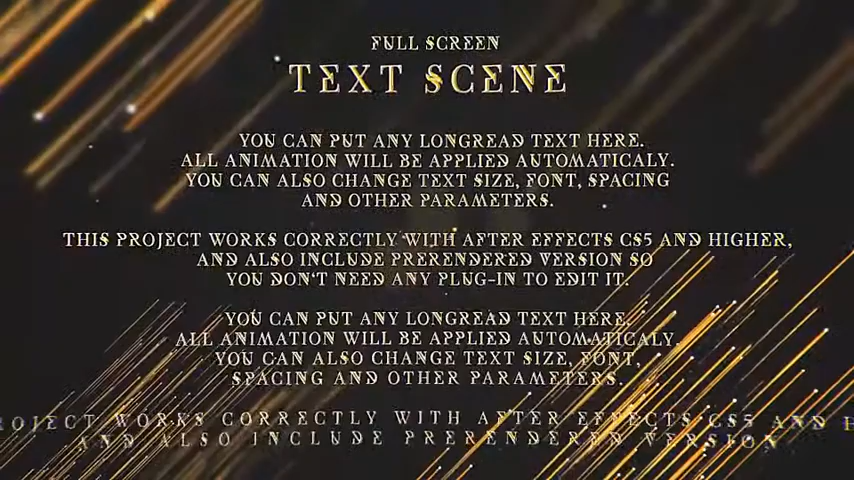 FULL SCREEN
TEXT SCENE
YOU CAN PUT ANY LONGREAD TEXT HERE.
ALL ANIMATION WILL BE APPLIED AUTOMATICALY.
YOU CAN ALSO CHANGE TEXT SIZE, FONT, SPACING
AND OTHER PARAMETERS.
THIS PROJECT WORKS CORRECTLY WITH AFTER EFFECTS CS5 AND HIGHER,
AND ALSO INCLUDE PRERENDERED VERSION SO
YOU DON'T NEED ANY PLUG-IN TO EDIT IT.
YOU CAN PUT ANY LONGREAD TEXT HERE.
ALL ANIMATION WILL BE APPLIED AUTOMATICALY.
YOU CAN ALSO CHANGE TEXT SIZE, FONT,
SPACING AND OTHER PARAMETERS.
ROJECT WORKS CORRECTLY WITH AFTER EFFECTS CS5 AND H
AND ALSO INCLUDE PRERENDERED VERSION